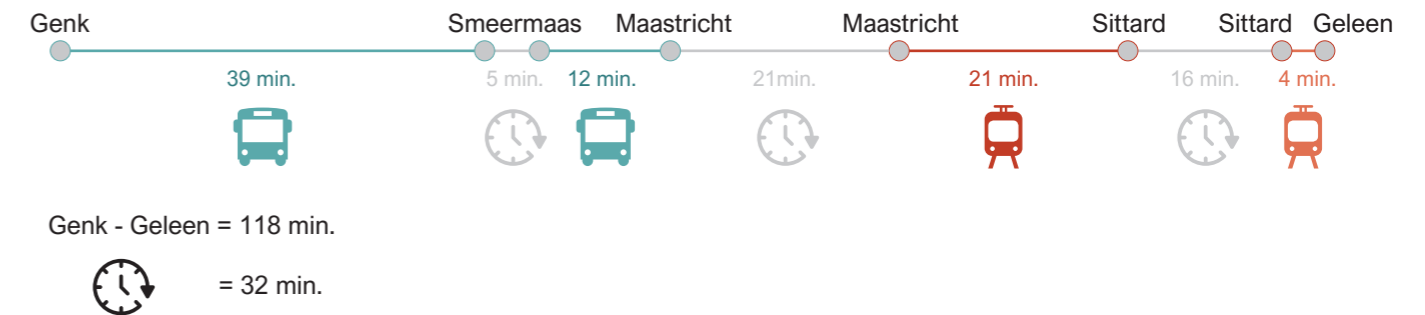 Genk Smeermaas Maastricht Maastricht Sittard Sittard Geleen
39 min. 5 min. 12 min. 21min. 21 min. 16 min. 4 min.
Genk - Geleen = 118 min.
= 32 min.